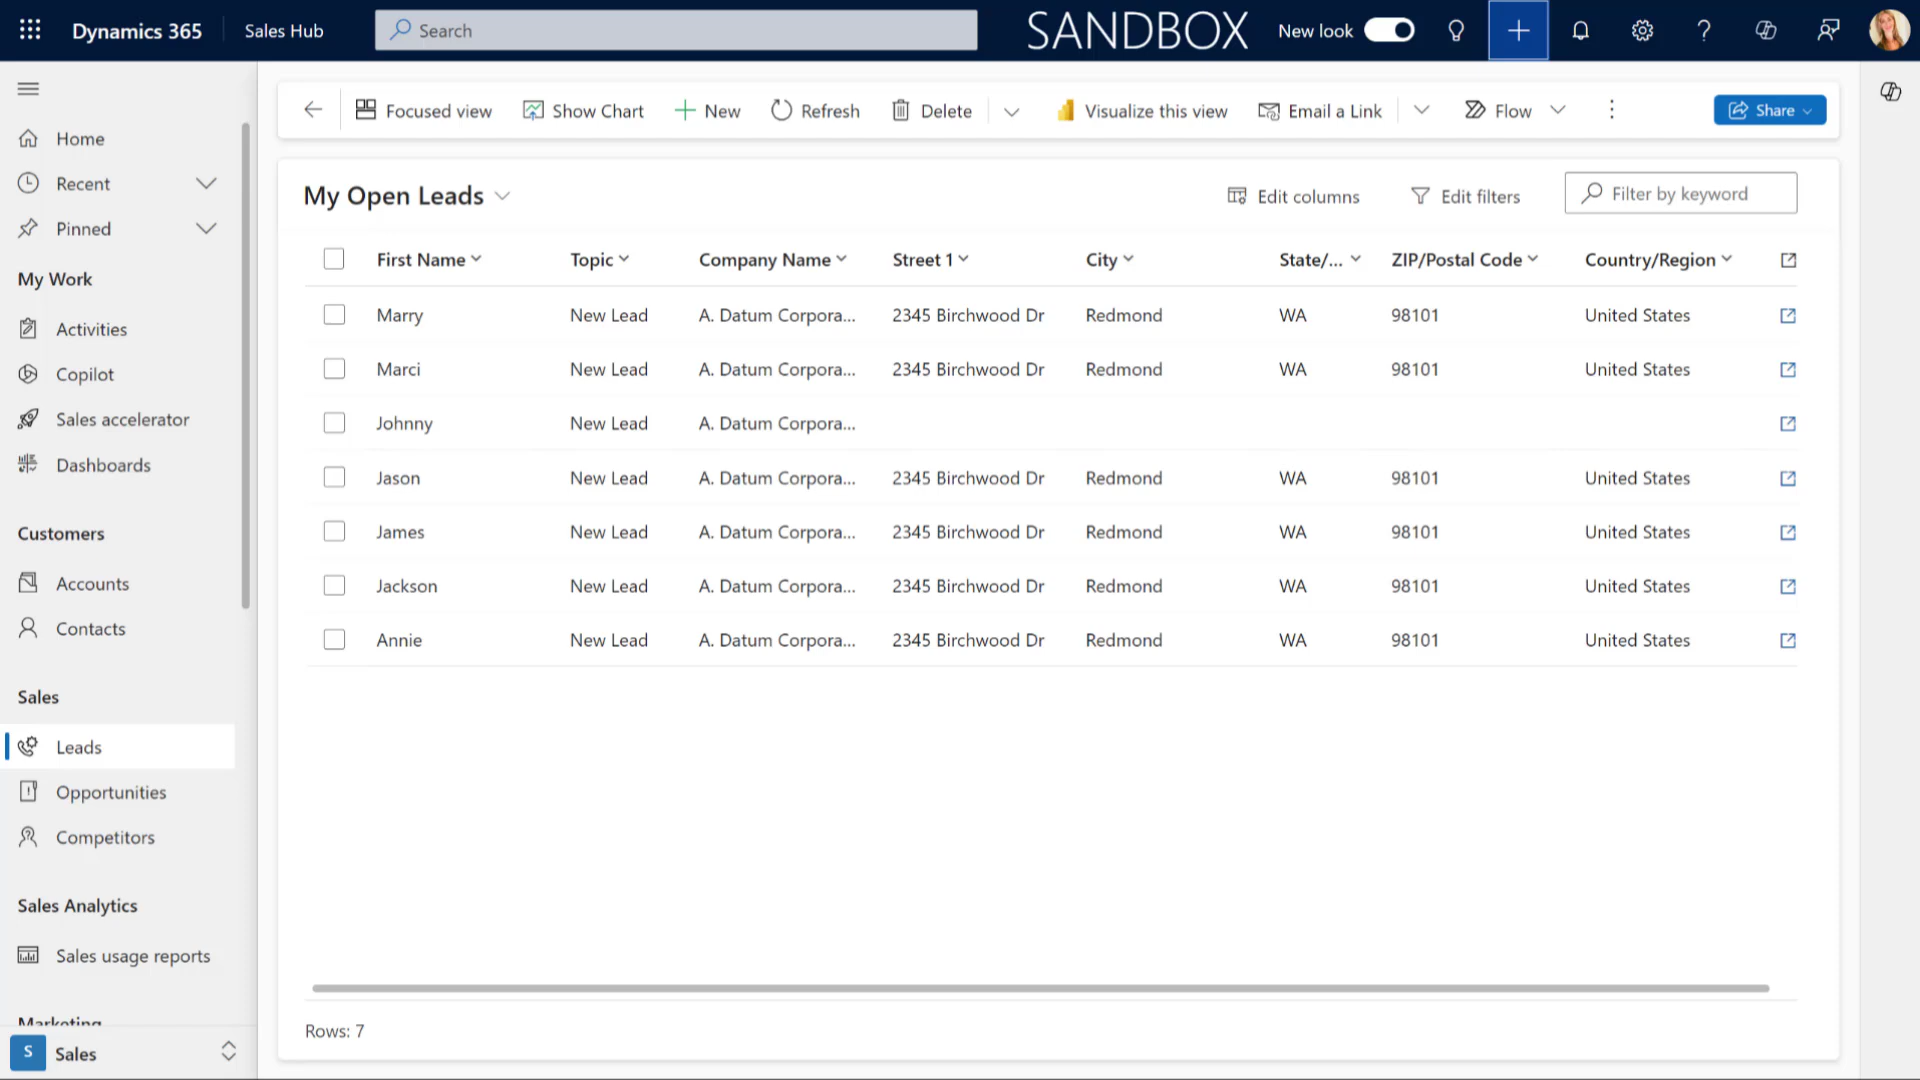 Dynamics 365
Sales Hub
Search
SANDBOX
New look
Home
Recent
Pinned
My Work
Activities
Copilot
Sales accelerator
Dashboards
Customers
Accounts
Contacts
Sales
Leads
Opportunities
Competitors
Sales Analytics
Sales usage reports
Marketing
S Sales
Focused view Show Chart New Refresh Delete Visualize this view Email a Link Flow Share
My Open Leads
Edit columns Edit filters Filter by keyword
First Name Topic Company Name Street 1 City State/... ZIP/Postal Code Country/Region
Marry New Lead A. Datum Corpora... 2345 Birchwood Dr Redmond WA 98101 United States
Marci New Lead A. Datum Corpora... 2345 Birchwood Dr Redmond WA 98101 United States
Johnny New Lead A. Datum Corpora...
Jason New Lead A. Datum Corpora... 2345 Birchwood Dr Redmond WA 98101 United States
James New Lead A. Datum Corpora... 2345 Birchwood Dr Redmond WA 98101 United States
Jackson New Lead A. Datum Corpora... 2345 Birchwood Dr Redmond WA 98101 United States
Annie New Lead A. Datum Corpora... 2345 Birchwood Dr Redmond WA 98101 United States
Rows: 7